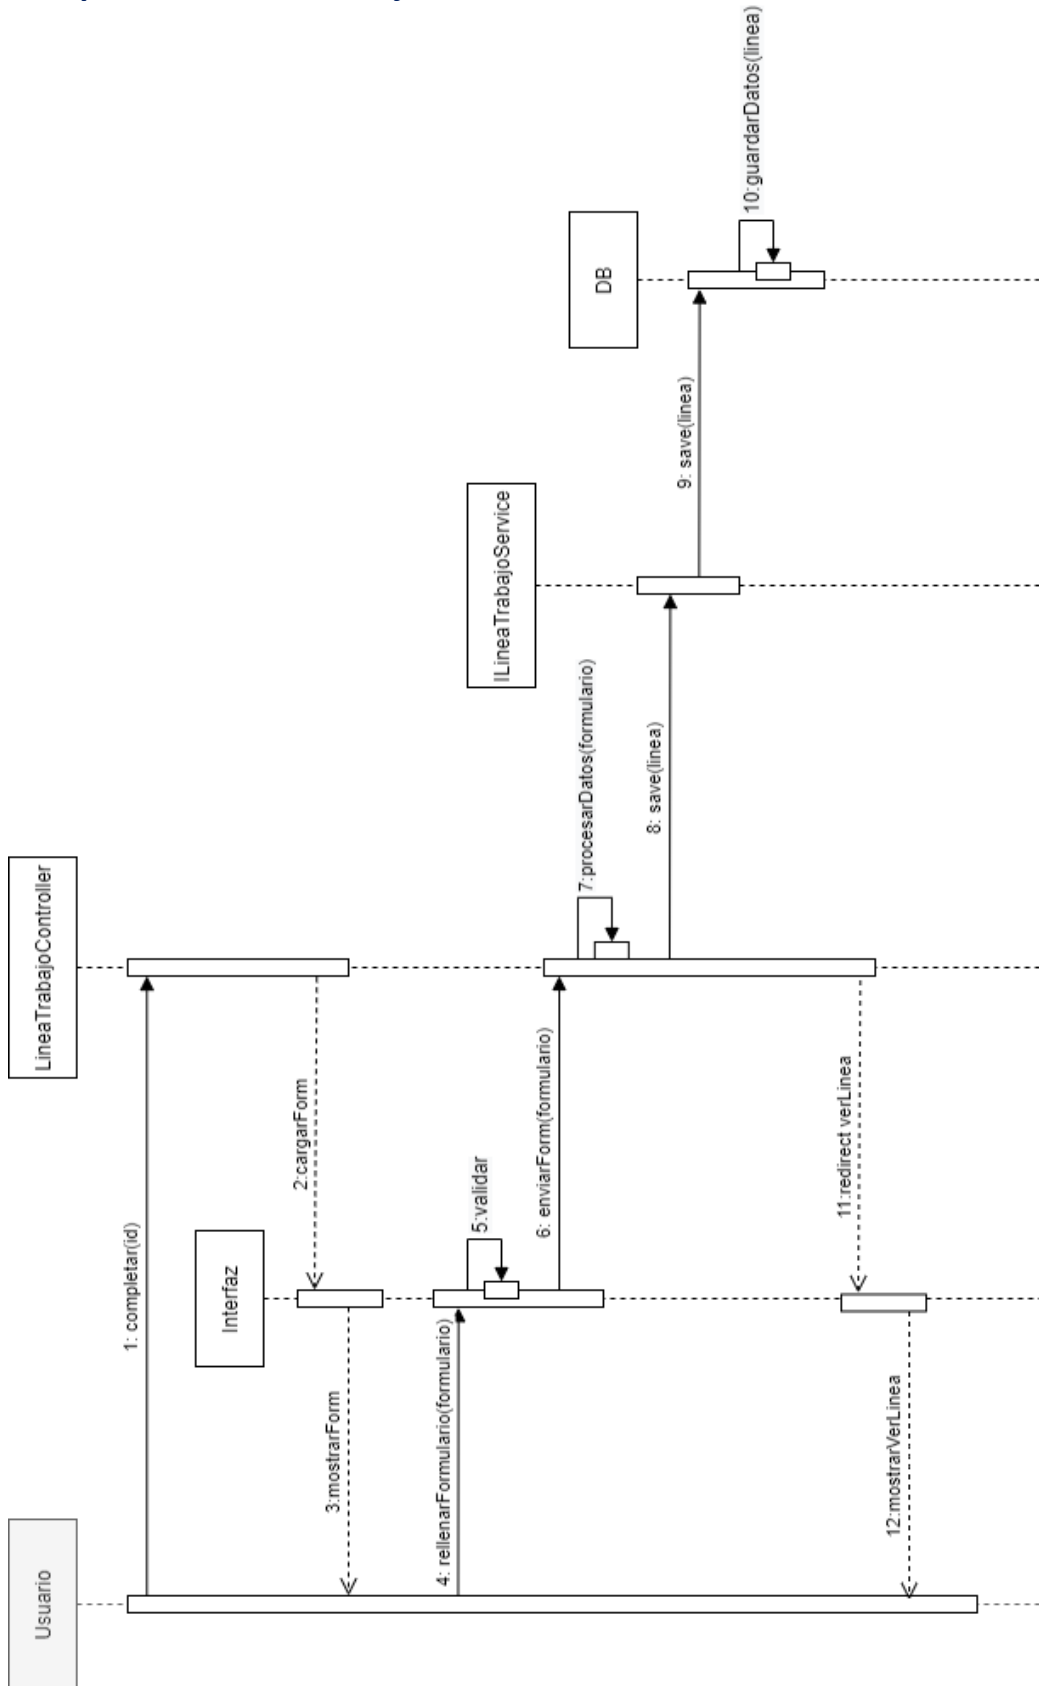 Usuario
Interfaz
LineaTrabajoController
ILineaTrabajoService
DB
1: completar(id)
2:cargarForm
3:mostrarForm
4: rellenarFormulario(formulario)
5:validar
6: enviarForm(formulario)
7:procesarDatos(formulario)
8: save(linea)
9: save(linea)
10:guardarDatos(linea)
11:redirect verLinea
12:mostrarVerLinea